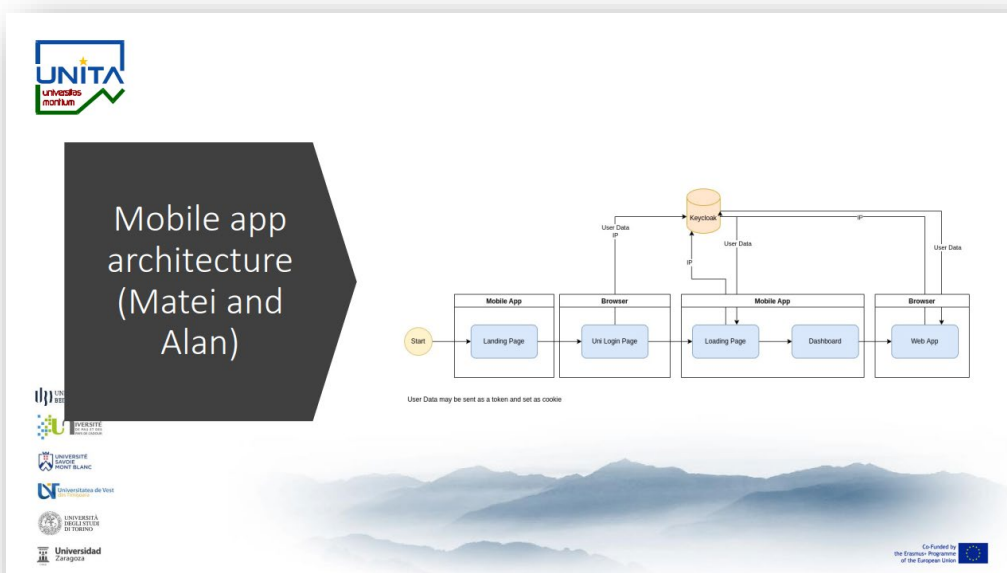 UNITA
universitas
montium
Mobile app
architecture
(Matei and
Alan)
Keycloak
User Data
IP
User Data
IP
IP
User Data
Mobile App
Browser
Mobile App
Browser
Start
Landing Page
Uni Login Page
Loading Page
Dashboard
Web App
User Data may be sent as a token and set as cookie
UNIVERSITÉ
SAVOIE
MONT BLANC
Universitatea de Vest
din Timișoara
UNIVERSITÀ
DEGLI STUDI
DI TORINO
Universidad
Zaragoza
Co-Funded by
the Erasmus+ Programme
of the European Union